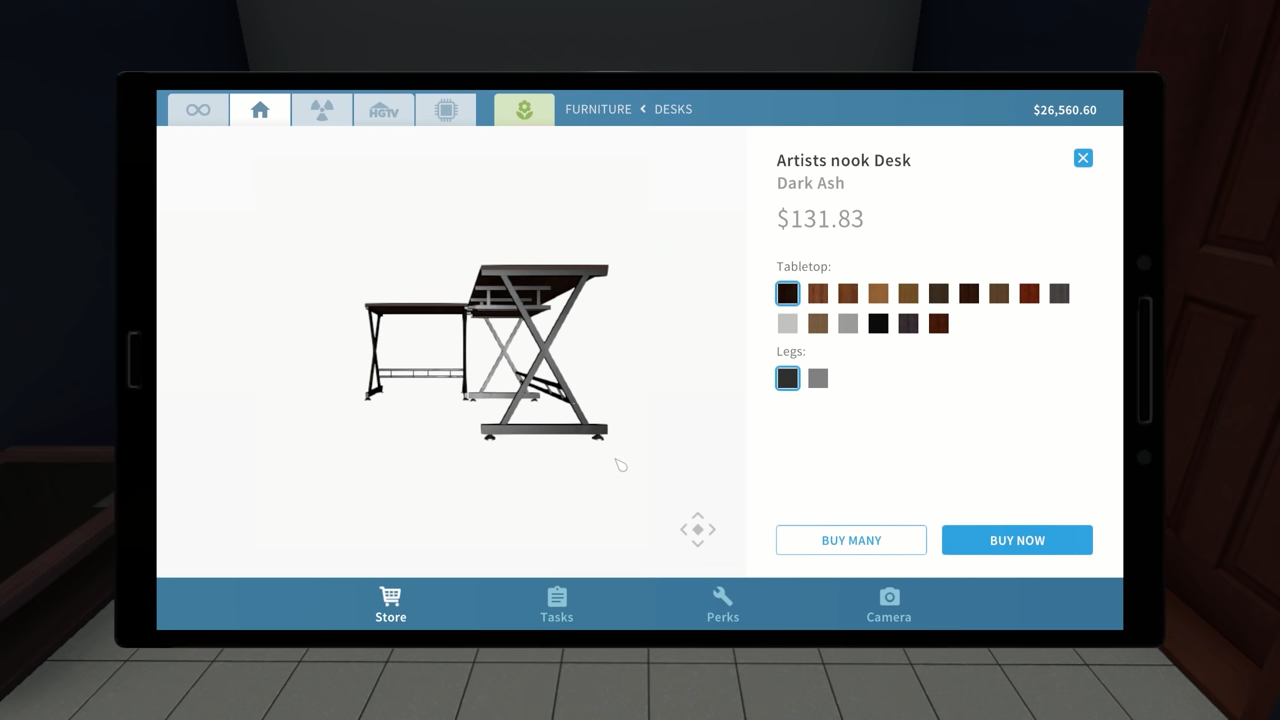 HGTV
FURNITURE < DESKS
$26,560.60
Artists nook Desk
Dark Ash
$131.83
Tabletop:
Legs:
BUY MANY
BUY NOW
Store
Tasks
Perks
Camera